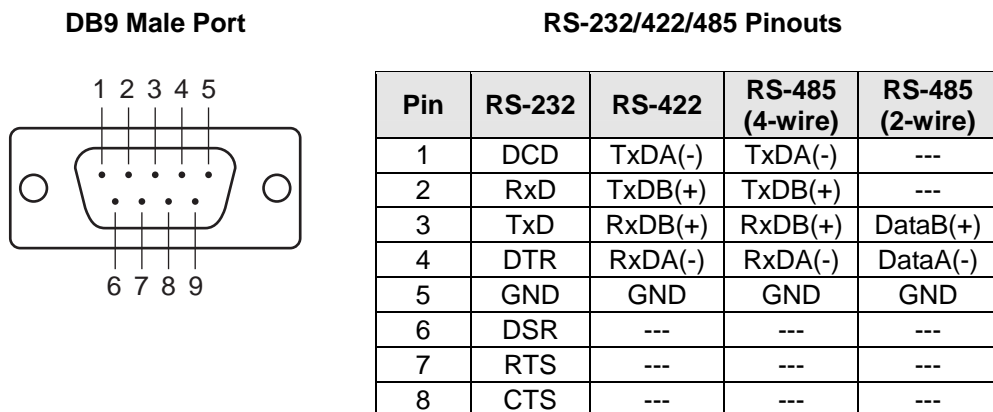 DB9 Male Port
1 2 3 4 5
6 7 8 9
RS-232/422/485 Pinouts
Pin RS-232 RS-422 RS-485 (4-wire) RS-485 (2-wire)
1 DCD TxDA(-) TxDA(-) ---
2 RxD TxDB(+) TxDB(+) ---
3 TxD RxDB(+) RxDB(+) DataB(+)
4 DTR RxDA(-) RxDA(-) DataA(-)
5 GND GND GND GND
6 DSR --- --- ---
7 RTS --- --- ---
8 CTS --- --- ---